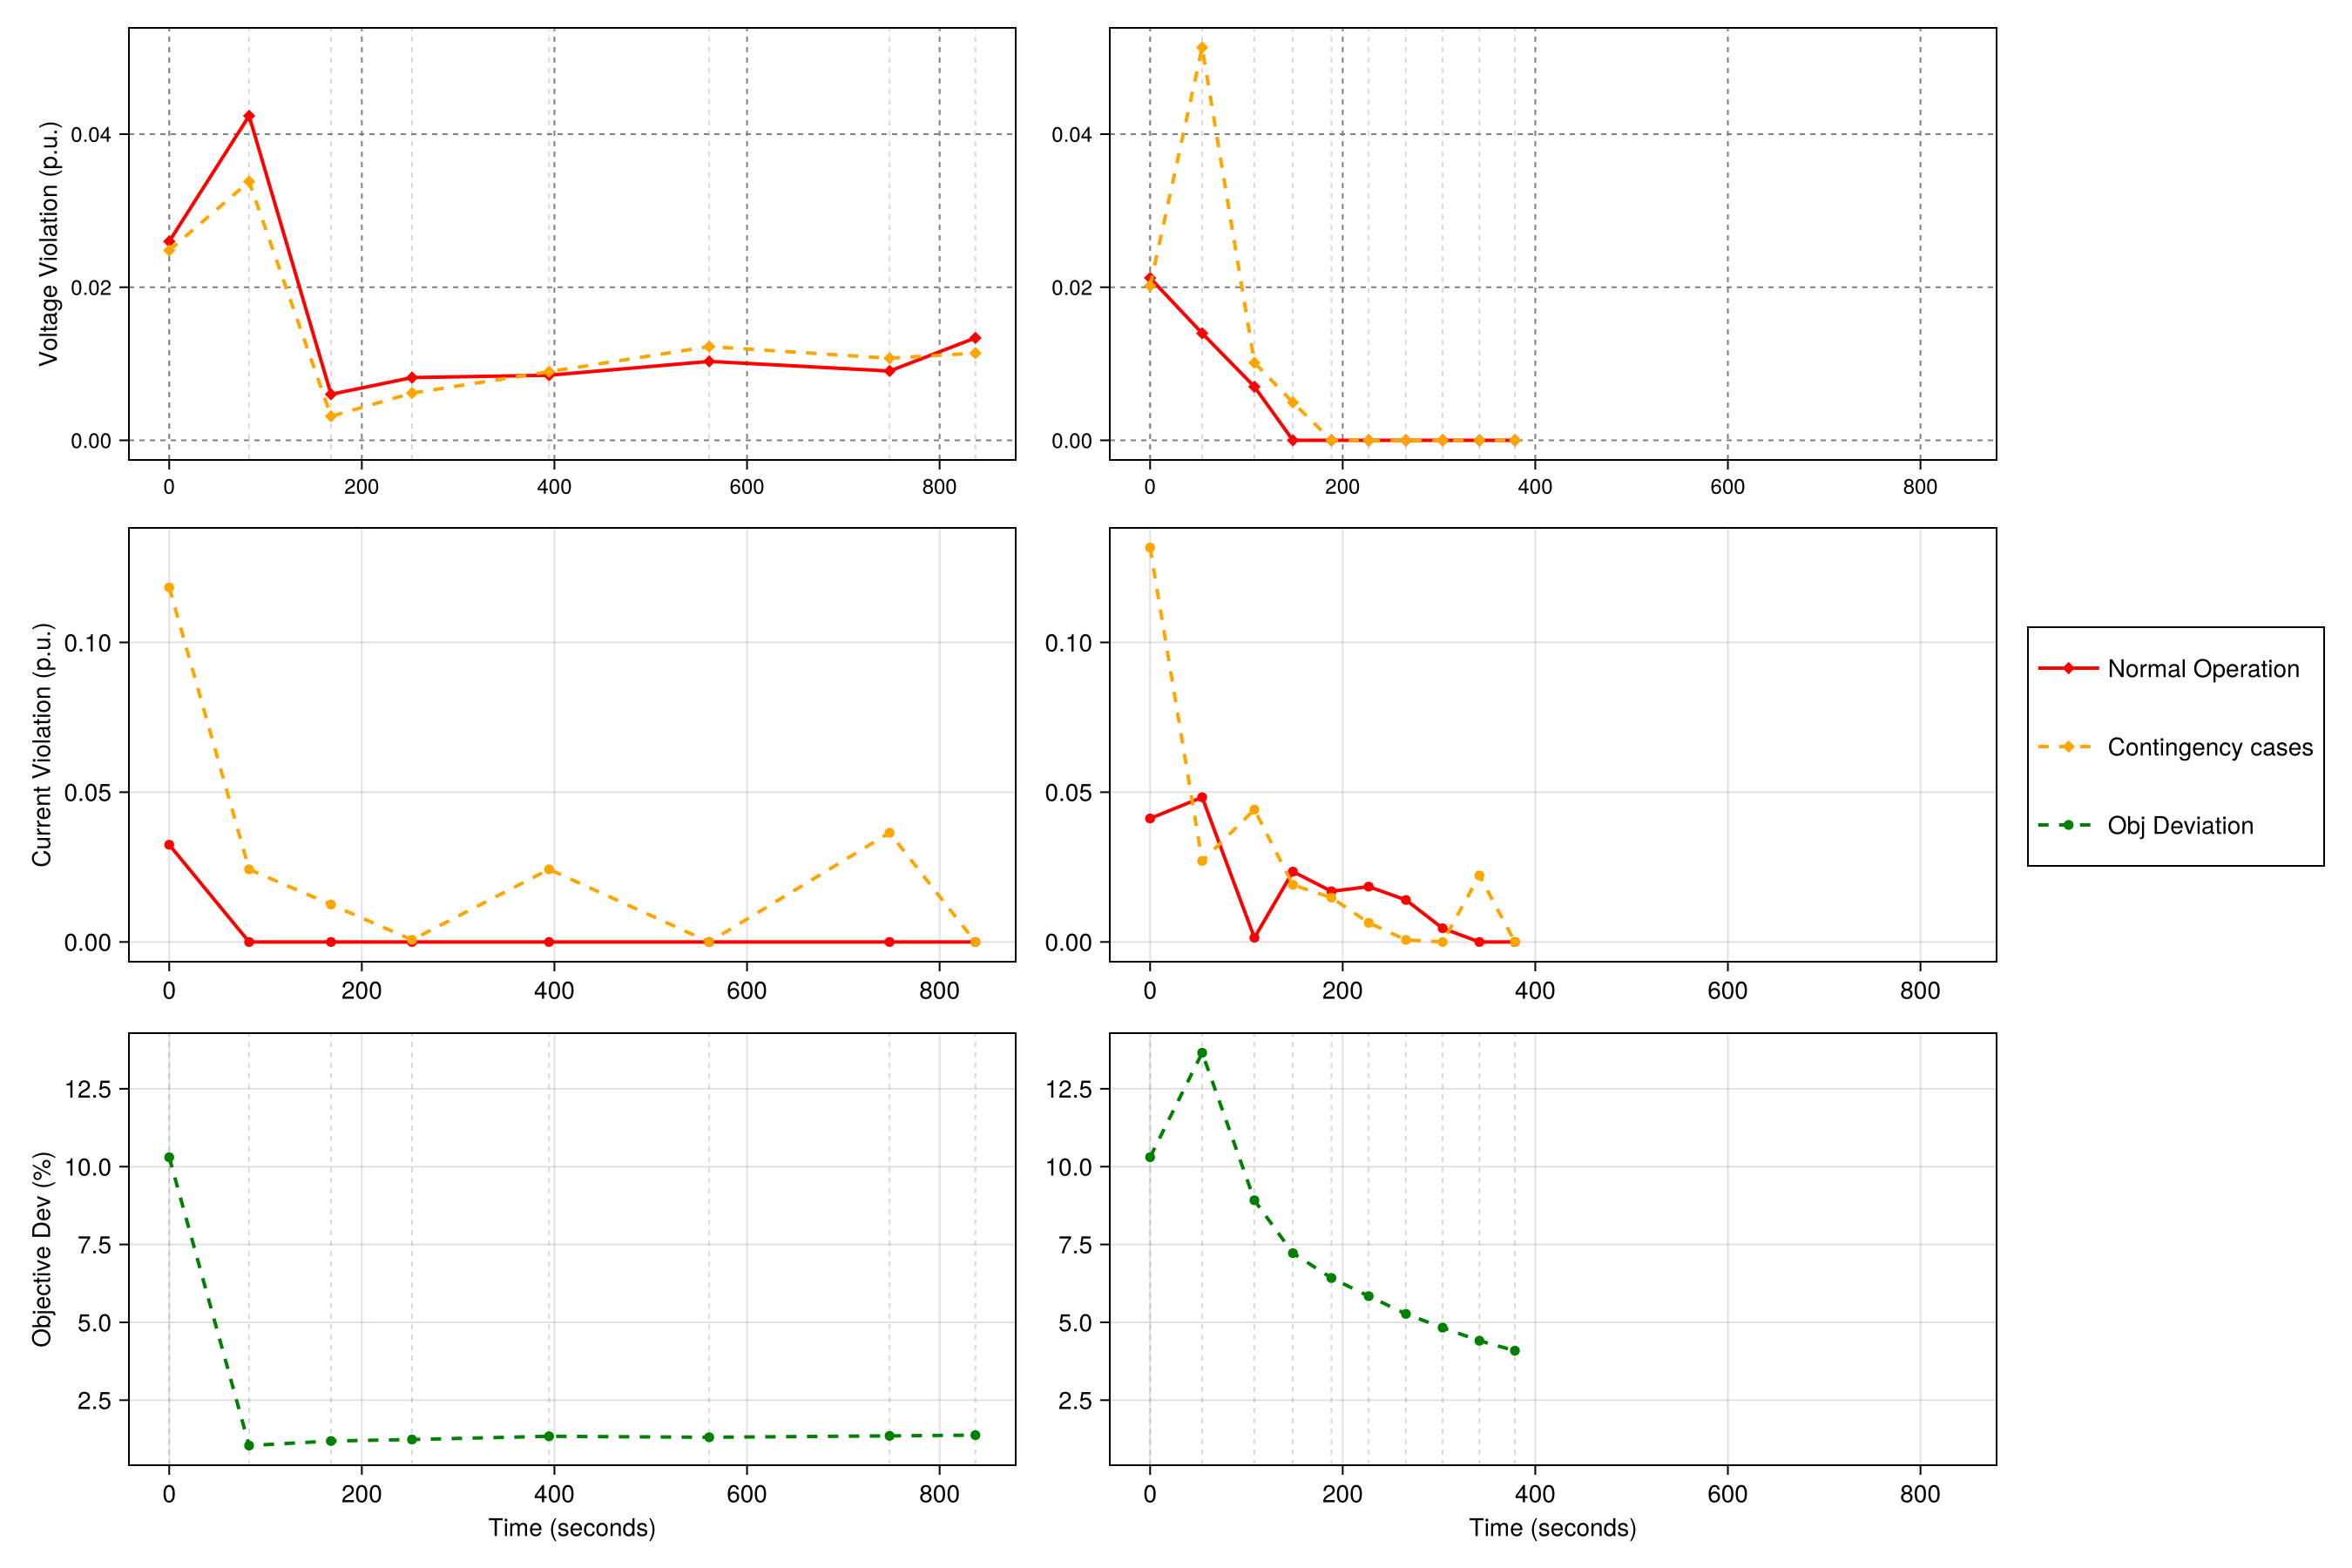 Voltage Violation (p.u.)
0.04
0.02
0.00
0 200 400 600 800
0.04
0.02
0.00
0 200 400 600 800
Current Violation (p.u.)
0.10
0.05
0.00
0 200 400 600 800
0.10
0.05
0.00
0 200 400 600 800
Normal Operation
Contingency cases
Obj Deviation
Objective Dev (%)
12.5
10.0
7.5
5.0
2.5
0 200 400 600 800
Time (seconds)
12.5
10.0
7.5
5.0
2.5
0 200 400 600 800
Time (seconds)